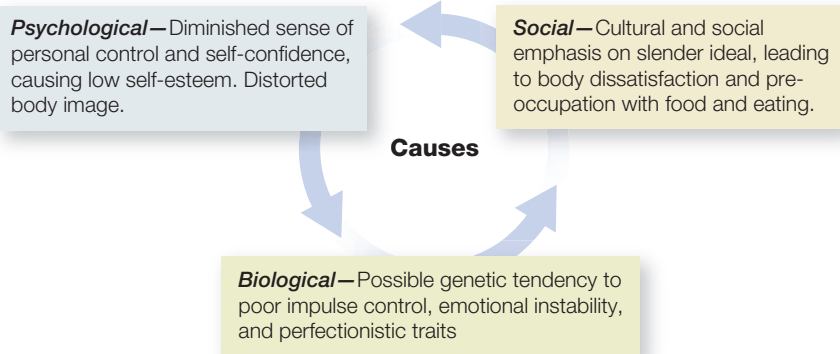 Psychological—Diminished sense of
personal control and self-confidence,
causing low self-esteem. Distorted
body image.
Social—Cultural and social
emphasis on slender ideal, leading
to body dissatisfaction and pre-
occupation with food and eating.
Causes
Biological—Possible genetic tendency to
poor impulse control, emotional instability,
and perfectionistic traits